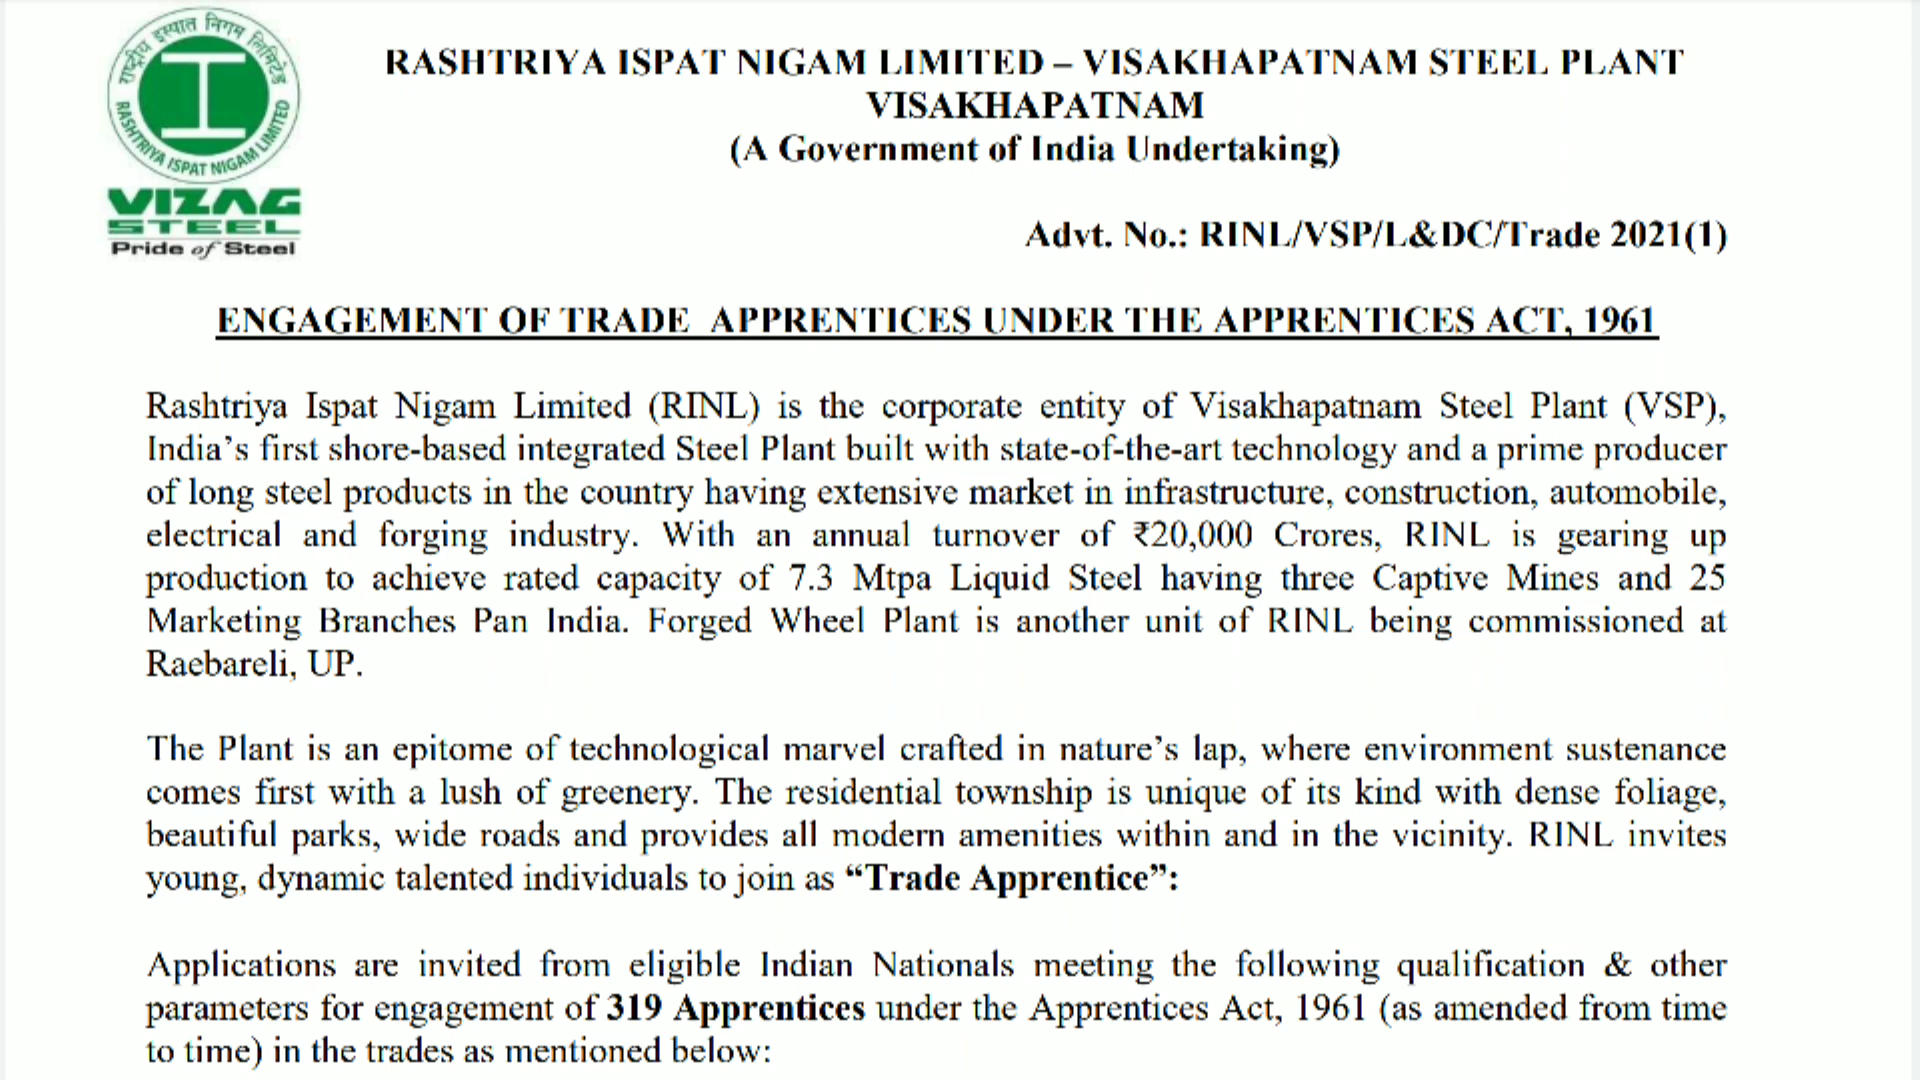 राष्ट्रीय इस्पात निगम लिमिटेड
RASHTRIYA ISPAT NIGAM LIMITED
VIZAG
STEEL
Pride of Steel
RASHTRIYA ISPAT NIGAM LIMITED – VISAKHAPATNAM STEEL PLANT
VISAKHAPATNAM
(A Government of India Undertaking)
Advt. No.: RINL/VSP/L&DC/Trade 2021(1)
ENGAGEMENT OF TRADE APPRENTICES UNDER THE APPRENTICES ACT, 1961
Rashtriya Ispat Nigam Limited (RINL) is the corporate entity of Visakhapatnam Steel Plant (VSP),
India’s first shore-based integrated Steel Plant built with state-of-the-art technology and a prime producer
of long steel products in the country having extensive market in infrastructure, construction, automobile,
electrical and forging industry. With an annual turnover of ₹20,000 Crores, RINL is gearing up
production to achieve rated capacity of 7.3 Mtpa Liquid Steel having three Captive Mines and 25
Marketing Branches Pan India. Forged Wheel Plant is another unit of RINL being commissioned at
Raebareli, UP.
The Plant is an epitome of technological marvel crafted in nature’s lap, where environment sustenance
comes first with a lush of greenery. The residential township is unique of its kind with dense foliage,
beautiful parks, wide roads and provides all modern amenities within and in the vicinity. RINL invites
young, dynamic talented individuals to join as “Trade Apprentice”:
Applications are invited from eligible Indian Nationals meeting the following qualification & other
parameters for engagement of 319 Apprentices under the Apprentices Act, 1961 (as amended from time
to time) in the trades as mentioned below: